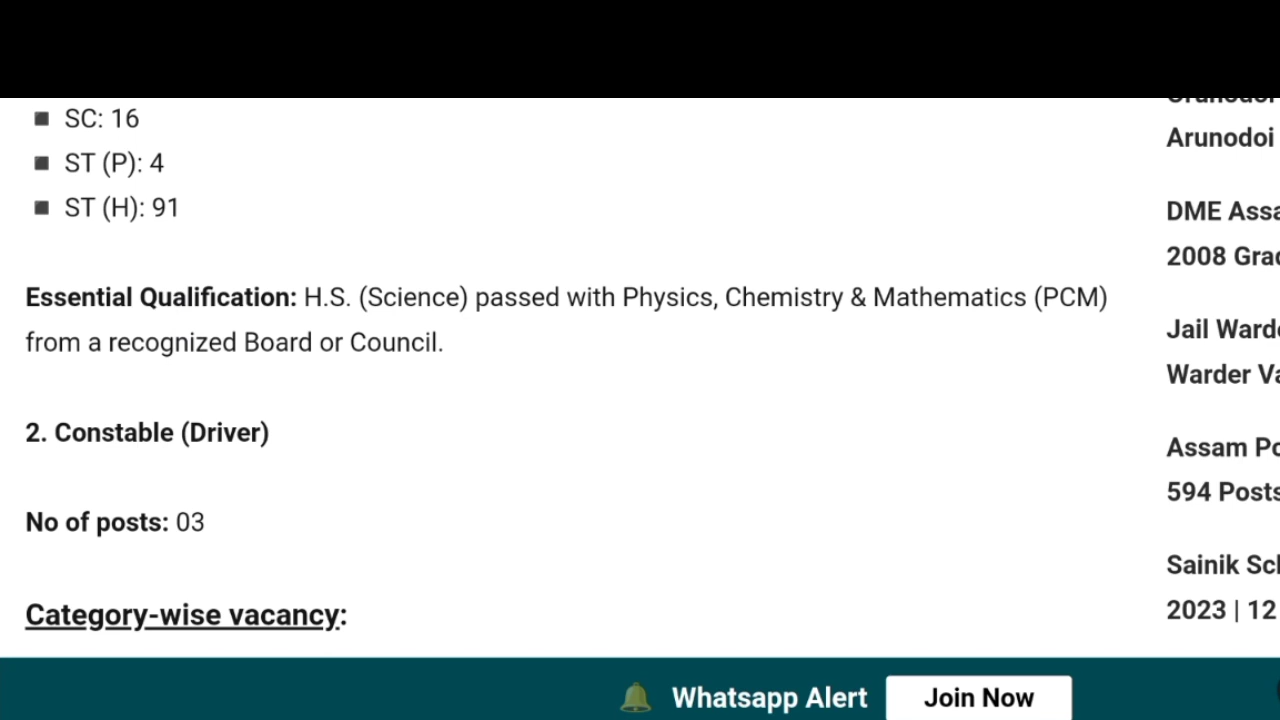 SC: 16
ST (P): 4
ST (H): 91
Essential Qualification: H.S. (Science) passed with Physics, Chemistry & Mathematics (PCM)
from a recognized Board or Council.
2. Constable (Driver)
No of posts: 03
Category-wise vacancy:
Arunodoi
DME Assa
2008 Grad
Jail Warde
Warder Va
Assam Po
594 Posts
Sainik Sch
2023 | 12
Whatsapp Alert
Join Now